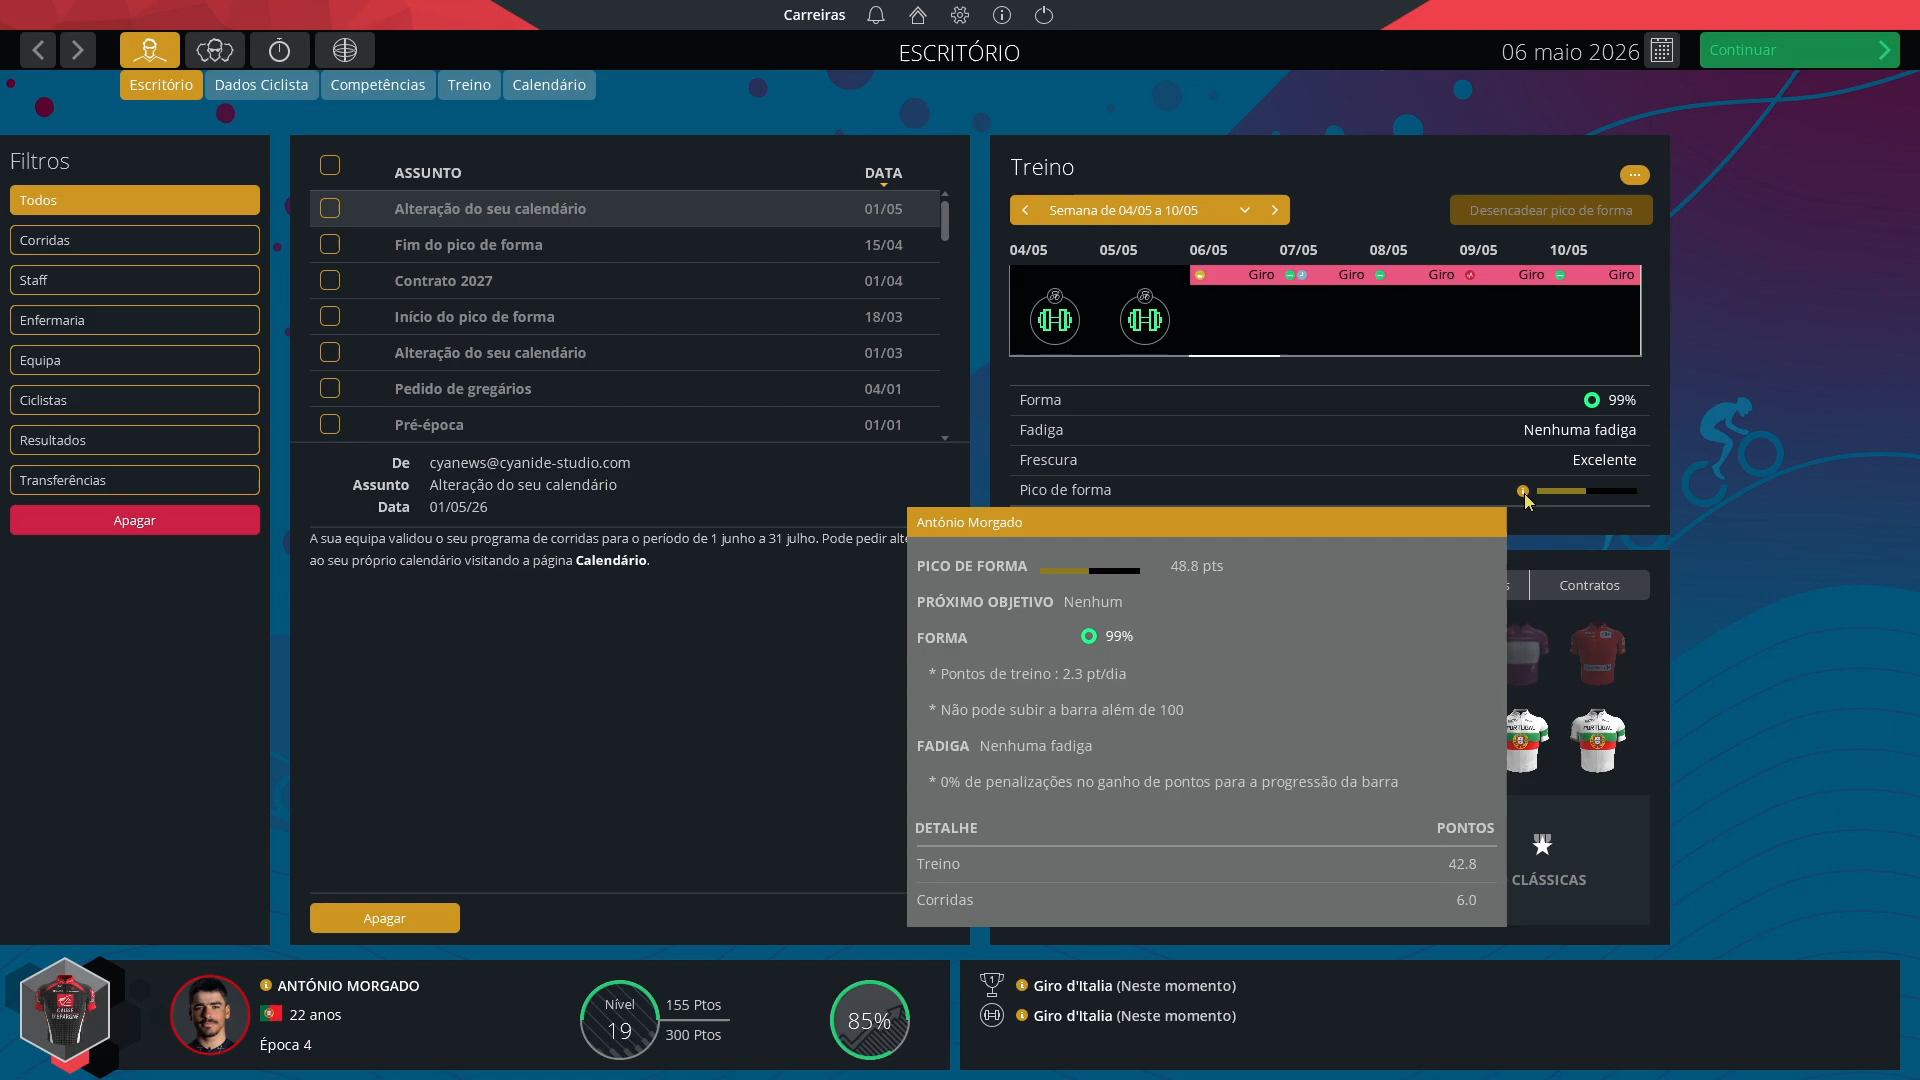 Carreiras
ESCRITÓRIO
06 maio 2026
Continuar
Escritório
Dados Ciclista
Competências
Treino
Calendário
Filtros
Todos
Corridas
Staff
Enfermaria
Equipa
Ciclistas
Resultados
Transferências
Apagar
ASSUNTO DATA
Alteração do seu calendário 01/05
Fim do pico de forma 15/04
Contrato 2027 01/04
Início do pico de forma 18/03
Alteração do seu calendário 01/03
Pedido de gregários 04/01
Pré-época 01/01
De cyanews@cyanide-studio.com
Assunto Alteração do seu calendário
Data 01/05/26
A sua equipa validou o seu programa de corridas para o período de 1 junho a 31 julho. Pode pedir alte
ao seu próprio calendário visitando a página Calendário.
Apagar
Treino
...
Semana de 04/05 a 10/05
Desencadear pico de forma
04/05 05/05 06/05 07/05 08/05 09/05 10/05
Giro Giro Giro Giro Giro
Forma 99%
Fadiga Nenhuma fadiga
Frescura Excelente
Pico de forma
António Morgado
PICO DE FORMA 48.8 pts
PRÓXIMO OBJETIVO Nenhum
FORMA 99%
* Pontos de treino : 2.3 pt/dia
* Não pode subir a barra além de 100
FADIGA Nenhuma fadiga
* 0% de penalizações no ganho de pontos para a progressão da barra
DETALHE PONTOS
Treino 42.8
Corridas 6.0
s
Contratos
PORTUGAL
PORTUGAL
CLÁSSICAS
CAISSE
D'EPARGNE
ANTÓNIO MORGADO
22 anos
Época 4
Nível
19
155 Ptos
300 Ptos
85%
1
Giro d'Italia (Neste momento)
Giro d'Italia (Neste momento)